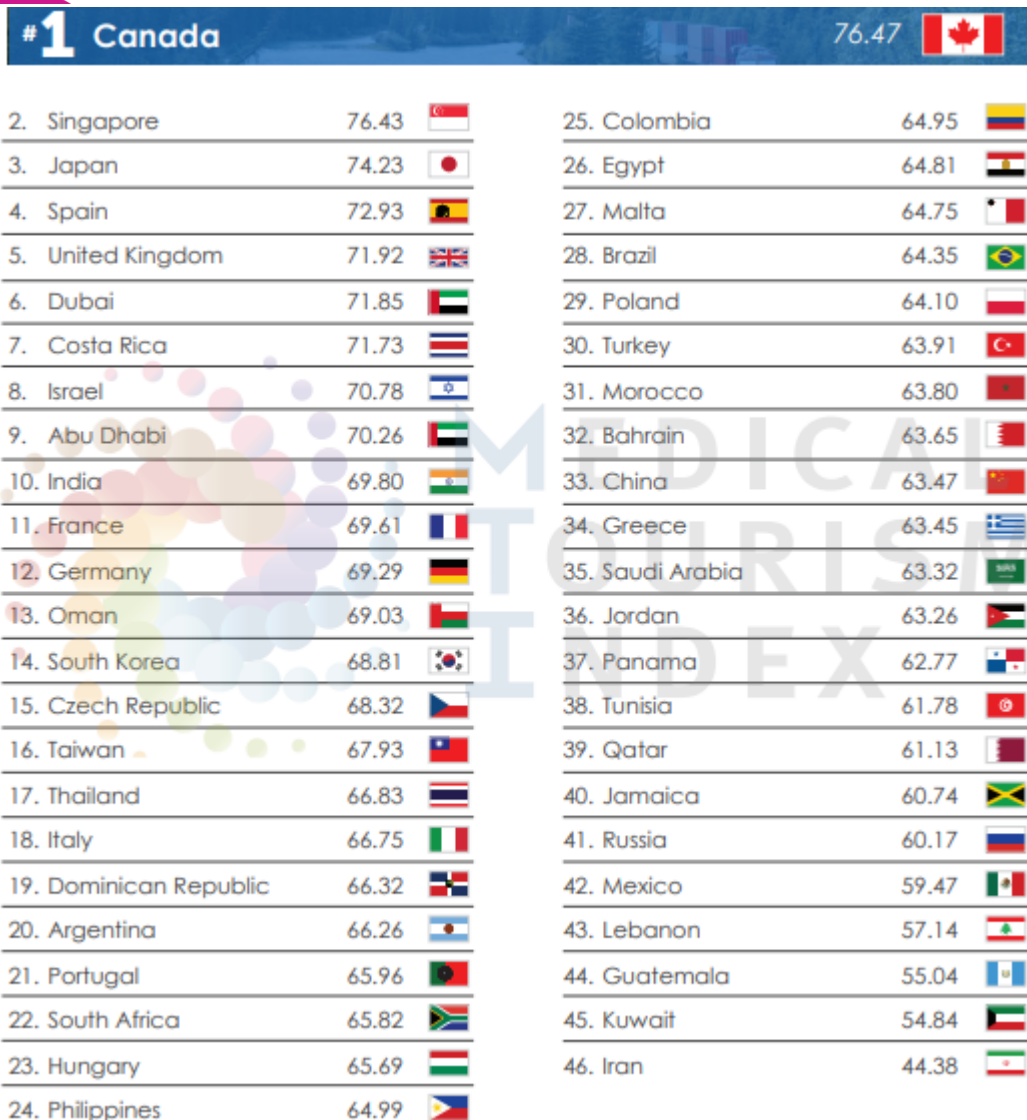 #1 Canada 76.47
2. Singapore 76.43
3. Japan 74.23
4. Spain 72.93
5. United Kingdom 71.92
6. Dubai 71.85
7. Costa Rica 71.73
8. Israel 70.78
9. Abu Dhabi 70.26
10. India 69.80
11. France 69.61
12. Germany 69.29
13. Oman 69.03
14. South Korea 68.81
15. Czech Republic 68.32
16. Taiwan 67.93
17. Thailand 66.83
18. Italy 66.75
19. Dominican Republic 66.32
20. Argentina 66.26
21. Portugal 65.96
22. South Africa 65.82
23. Hungary 65.69
24. Philippines 64.99
25. Colombia 64.95
26. Egypt 64.81
27. Malta 64.75
28. Brazil 64.35
29. Poland 64.10
30. Turkey 63.91
31. Morocco 63.80
32. Bahrain 63.65
33. China 63.47
34. Greece 63.45
35. Saudi Arabia 63.32
36. Jordan 63.26
37. Panama 62.77
38. Tunisia 61.78
39. Qatar 61.13
40. Jamaica 60.74
41. Russia 60.17
42. Mexico 59.47
43. Lebanon 57.14
44. Guatemala 55.04
45. Kuwait 54.84
46. Iran 44.38
MEDICAL
TOURISM
INDEX